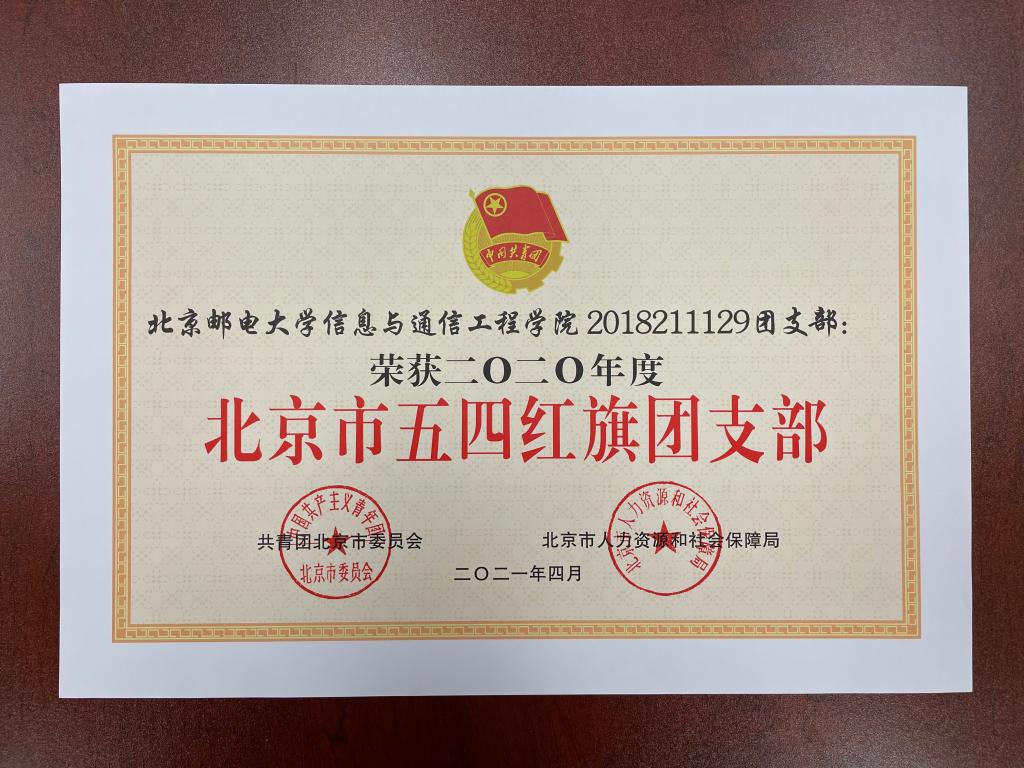 中国共青团
北京邮电大学信息与通信工程学院2018211129团支部：
荣获二〇二〇年度
北京市五四红旗团支部
中国共产主义青年团
北京市委员会
共青团北京市委员会
北京市人力资源和社会保障局
北京市人力资源和社会保障局
二〇二一年四月